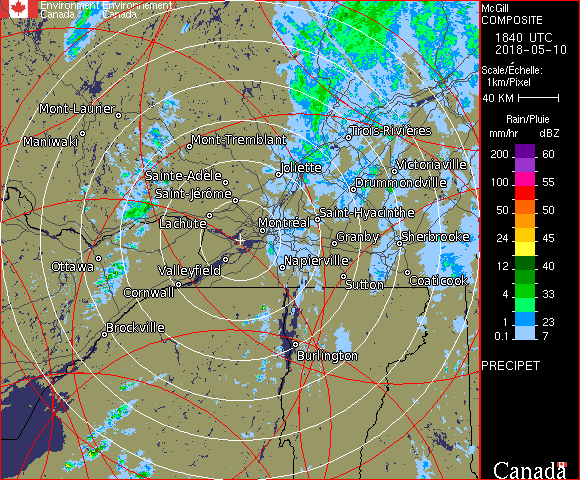 Environment Environnement
Canada Canada
McGill
COMPOSITE
1840 UTC
2018-05-10
Scale/Échelle:
1km/Pixel
40 KM
Rain/Pluie
mm/hr dBZ
200 60
100 55
50 50
24 45
12 40
4 33
1 23
0.1 7
PRECIPET
Canada
Mont-Laurier
Maniwaki
Mont-Tremblant
Trois-Rivières
Sainte-Adèle
Joliette
Victoriaville
Saint-Jérôme
Drummondville
Lachute
Montréal
Saint-Hyacinthe
Granby
Sherbrooke
Ottawa
Valleyfield
Napierville
Cornwall
Sutton
Coaticook
Brockville
Burlington